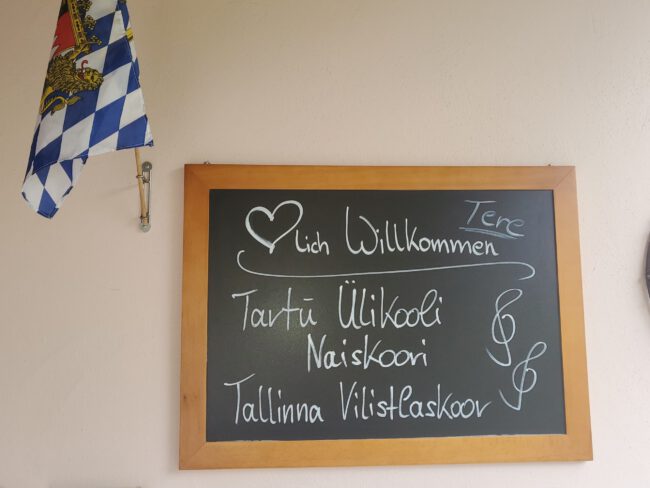 ♡lich Willkommen
Tere
Tartu Ülikooli
Naiskoori
Tallinna Vilistlaskoor